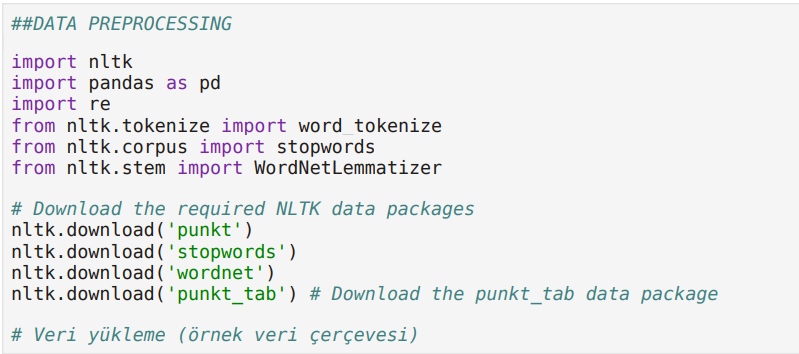 ##DATA PREPROCESSING
import nltk
import pandas as pd
import re
from nltk.tokenize import word_tokenize
from nltk.corpus import stopwords
from nltk.stem import WordNetLemmatizer
# Download the required NLTK data packages
nltk.download('punkt')
nltk.download('stopwords')
nltk.download('wordnet')
nltk.download('punkt_tab') # Download the punkt_tab data package
# Veri yükleme (örnek veri çerçevesi)